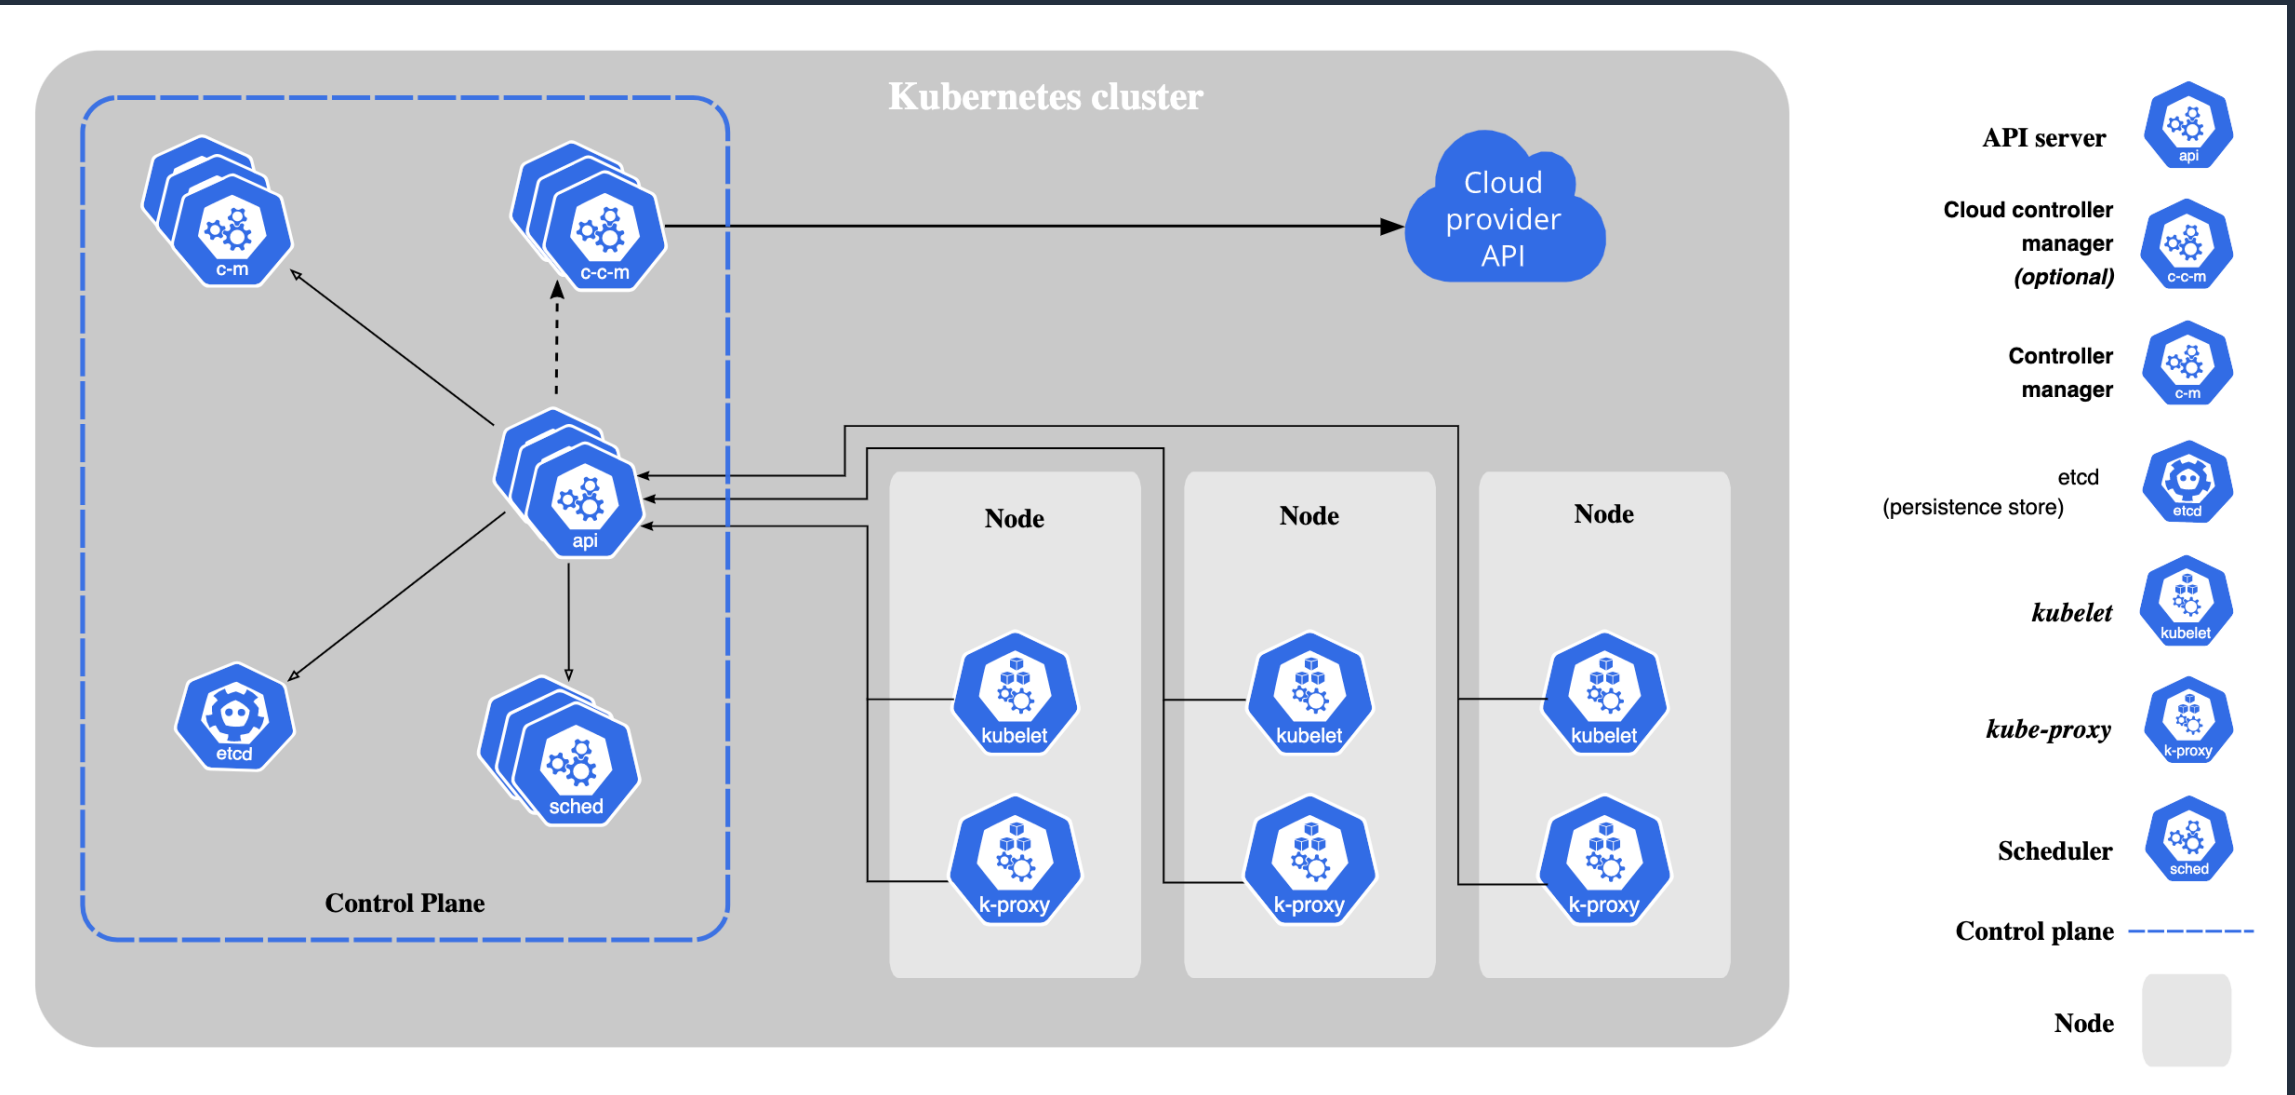 Kubernetes cluster
c-m
c-c-m
Cloud
provider
API
api
etcd
sched
Control Plane
Node
kubelet
k-proxy
Node
kubelet
k-proxy
Node
kubelet
k-proxy
API server
api
Cloud controller
manager
(optional)
c-c-m
Controller
manager
c-m
etcd
(persistence store)
etcd
kubelet
kubelet
kube-proxy
k-proxy
Scheduler
sched
Control plane
Node